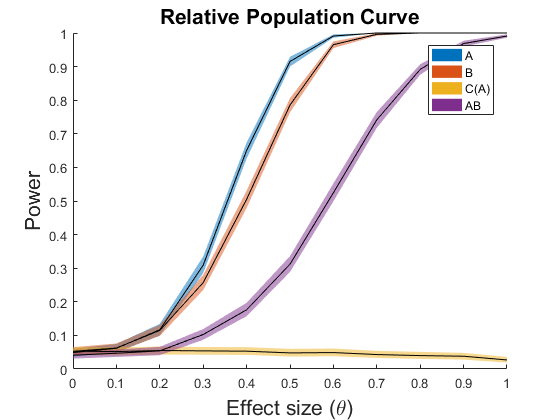 Relative Population Curve
1
0.9
0.8
0.7
0.6
0.5
0.4
0.3
0.2
0.1
0
Power
A
B
C(A)
AB
0 0.1 0.2 0.3 0.4 0.5 0.6 0.7 0.8 0.9 1
Effect size (θ)